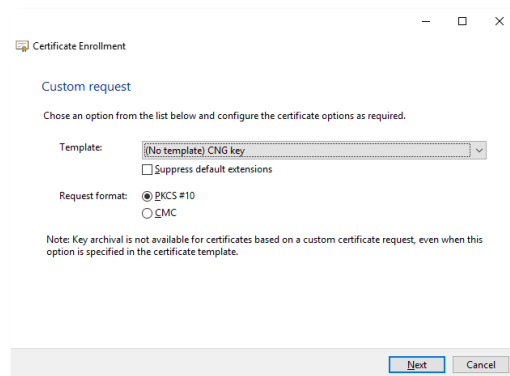 Certificate Enrollment
Custom request
Chose an option from the list below and configure the certificate options as required.
Template:
(No template) CNG key
Suppress default extensions
Request format:
PKCS #10
CMC
Note: Key archival is not available for certificates based on a custom certificate request, even when this
option is specified in the certificate template.
Next
Cancel